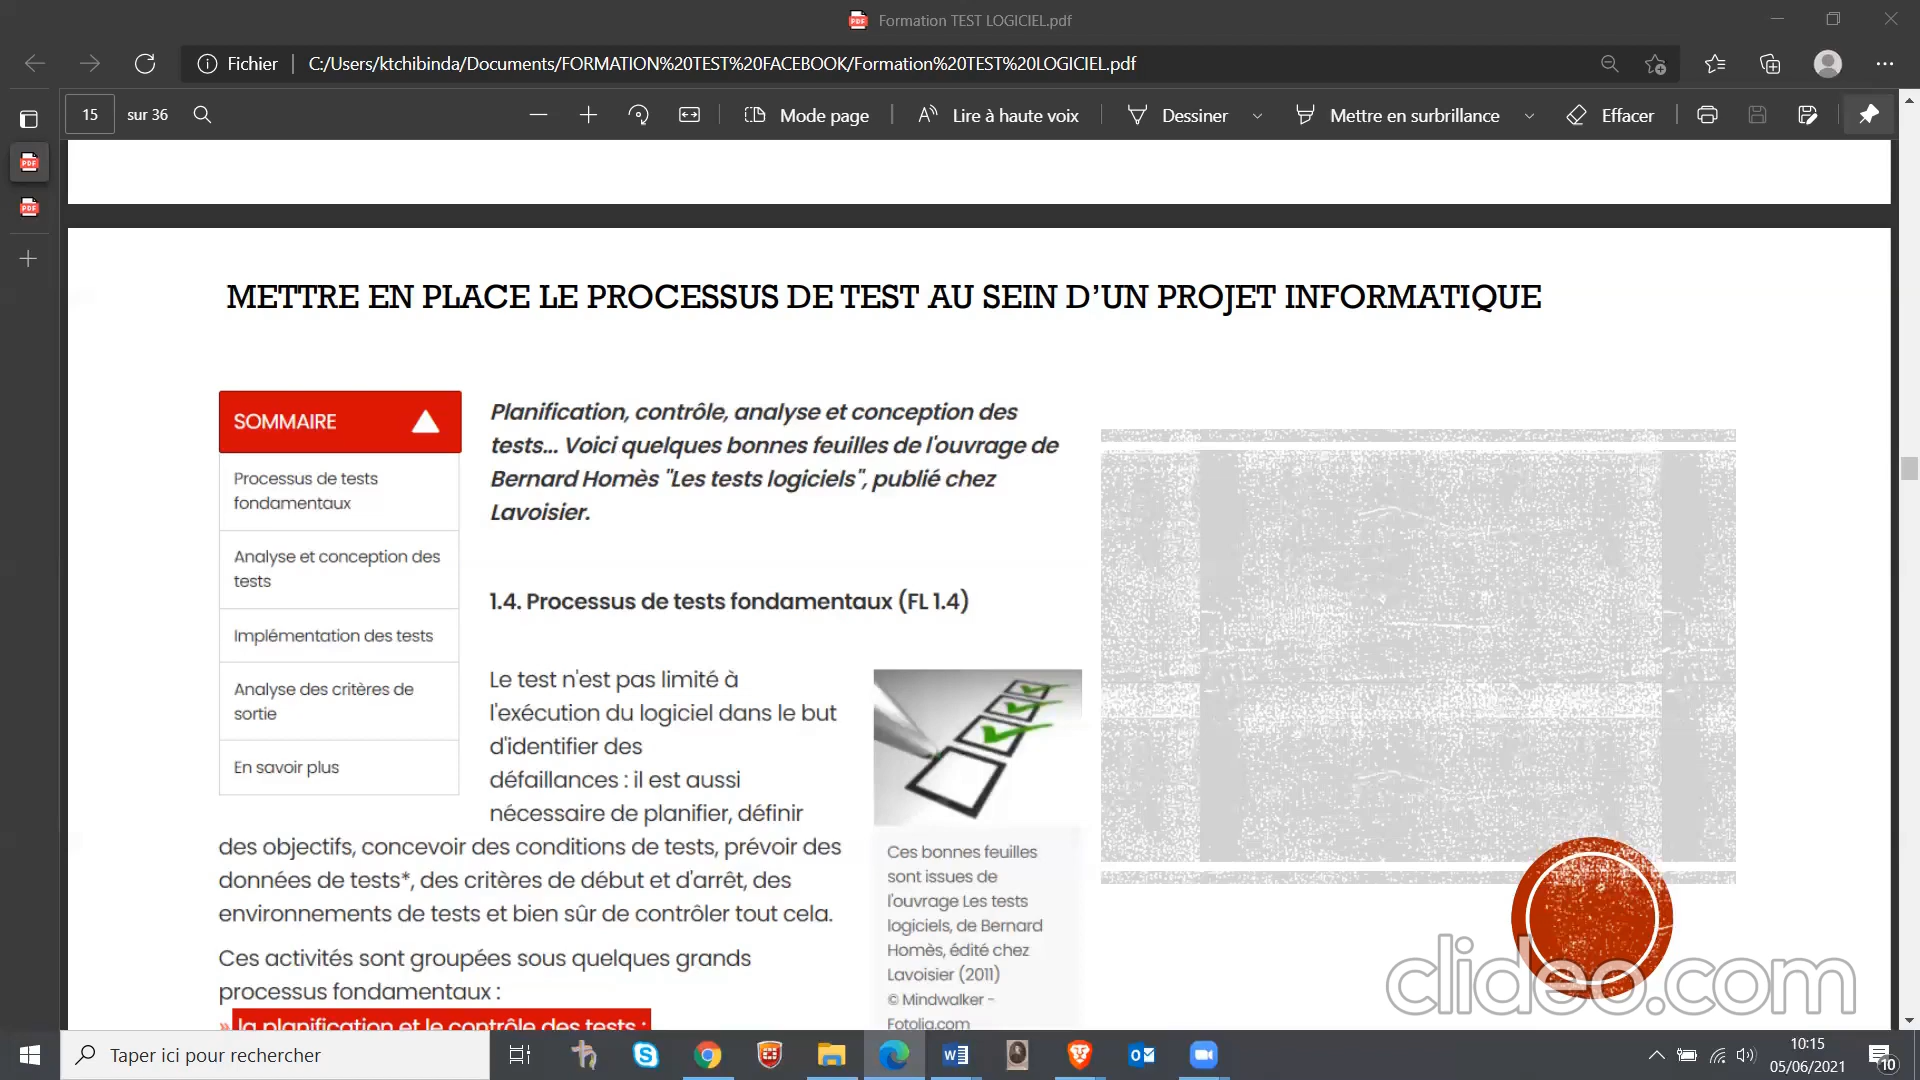 Formation TEST LOGICIEL.pdf
Fichier
C:/Users/ktchibinda/Documents/FORMATION%20TEST%20FACEBOOK/Formation%20TEST%20LOGICIEL.pdf
15 sur 36
Mode page
Lire à haute voix
Dessiner
Mettre en surbrillance
Effacer
METTRE EN PLACE LE PROCESSUS DE TEST AU SEIN D’UN PROJET INFORMATIQUE
SOMMAIRE
Processus de tests
fondamentaux
Analyse et conception des
tests
Implémentation des tests
Analyse des critères de
sortie
En savoir plus
Planification, contrôle, analyse et conception des
tests... Voici quelques bonnes feuilles de l'ouvrage de
Bernard Homès "Les tests logiciels", publié chez
Lavoisier.
1.4. Processus de tests fondamentaux (FL 1.4)
Le test n'est pas limité à
l'exécution du logiciel dans le but
d'identifier des
défaillances : il est aussi
nécessaire de planifier, définir
des objectifs, concevoir des conditions de tests, prévoir des
données de tests*, des critères de début et d'arrêt, des
environnements de tests et bien sûr de contrôler tout cela.
Ces activités sont groupées sous quelques grands
processus fondamentaux :
» la planification et le contrôle des tests ;
Ces bonnes feuilles
sont issues de
l'ouvrage Les tests
logiciels, de Bernard
Homès, édité chez
Lavoisier (2011)
© Mindwalker -
Fotolia.com
clideo.com
Taper ici pour rechercher
10:15
05/06/2021
10